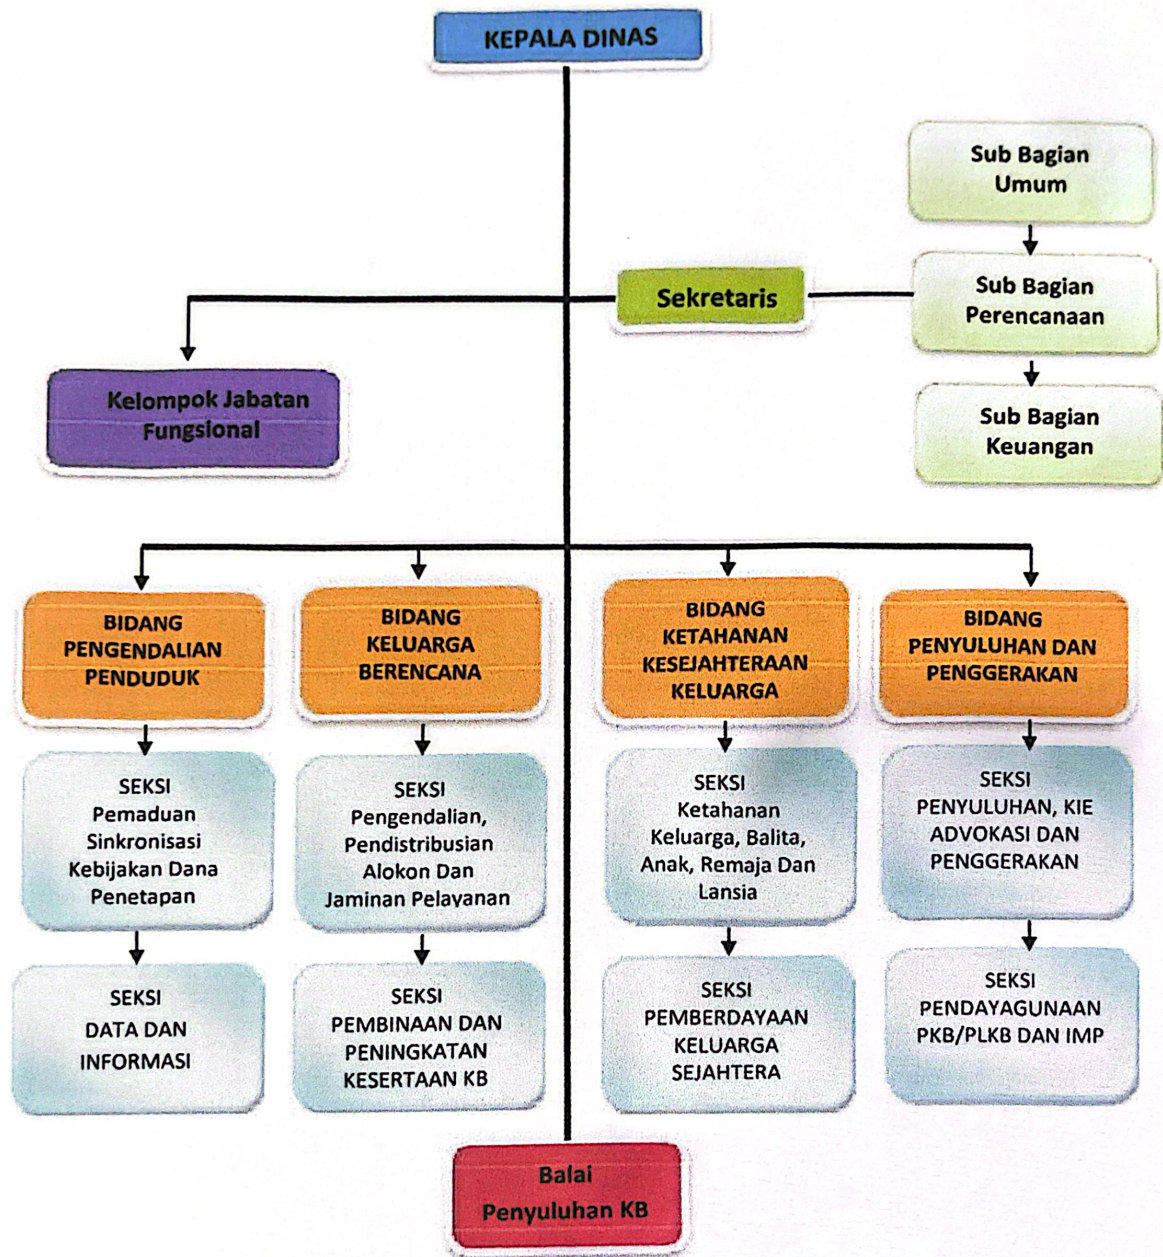 KEPALA DINAS
Sub Bagian
Umum
Sekretaris
Sub Bagian
Perencanaan
Kelompok Jabatan
Fungsional
Sub Bagian
Keuangan
BIDANG
PENGENDALIAN
PENDUDUK
BIDANG
KELUARGA
BERENCANA
BIDANG
KETAHANAN
KESEJAHTERAAN
KELUARGA
BIDANG
PENYULUHAN DAN
PENGGERAKAN
SEKSI
Pemaduan
Sinkronisasi
Kebijakan Dana
Penetapan
SEKSI
Pengendalian,
Pendistribusian
Alokon Dan
Jaminan Pelayanan
SEKSI
Ketahanan
Keluarga, Balita,
Anak, Remaja Dan
Lansia
SEKSI
PENYULUHAN, KIE
ADVOKASI DAN
PENGGERAKAN
SEKSI
DATA DAN
INFORMASI
SEKSI
PEMBINAAN DAN
PENINGKATAN
KESERTAAN KB
SEKSI
PEMBERDAYAAN
KELUARGA
SEJAHTERA
SEKSI
PENDAYAGUNAAN
PKB/PLKB DAN IMP
Balai
Penyuluhan KB